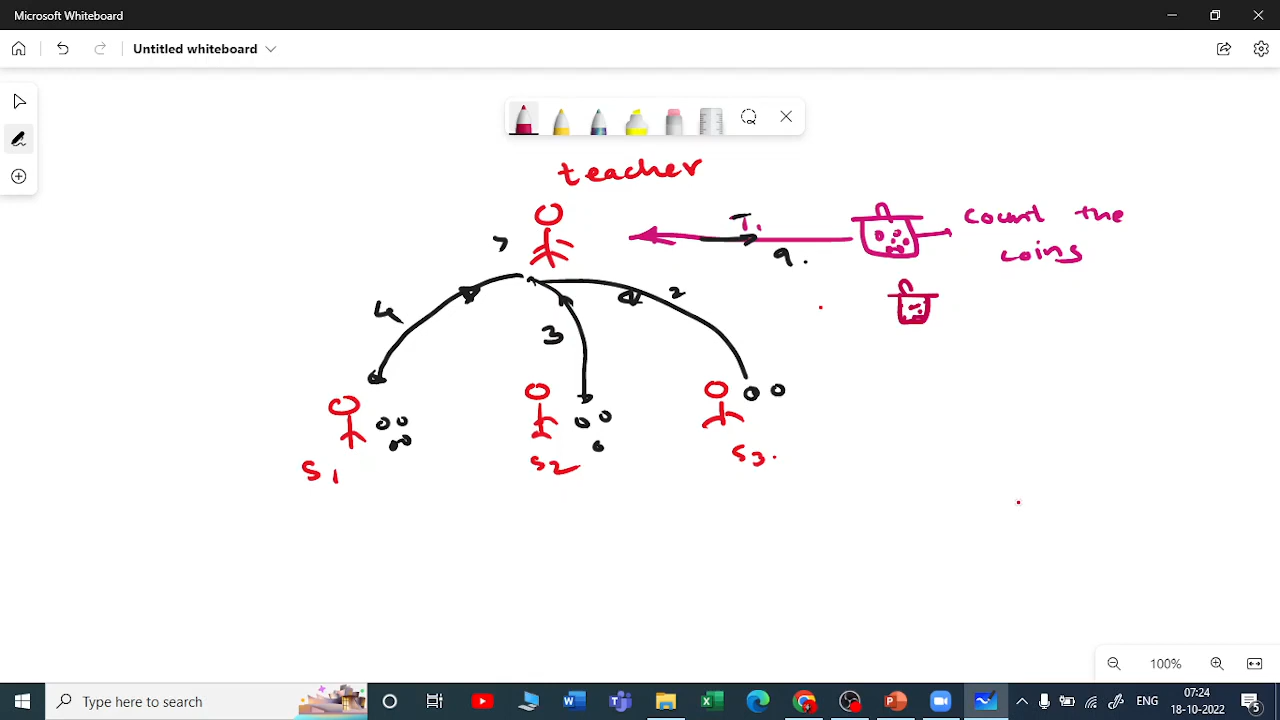 Microsoft Whiteboard
Untitled whiteboard
teacher
T.
9.
count the
coins
4
3
2
S1
S2
S3.
100%
Type here to search
ENG
07:24
18-10-2022
5